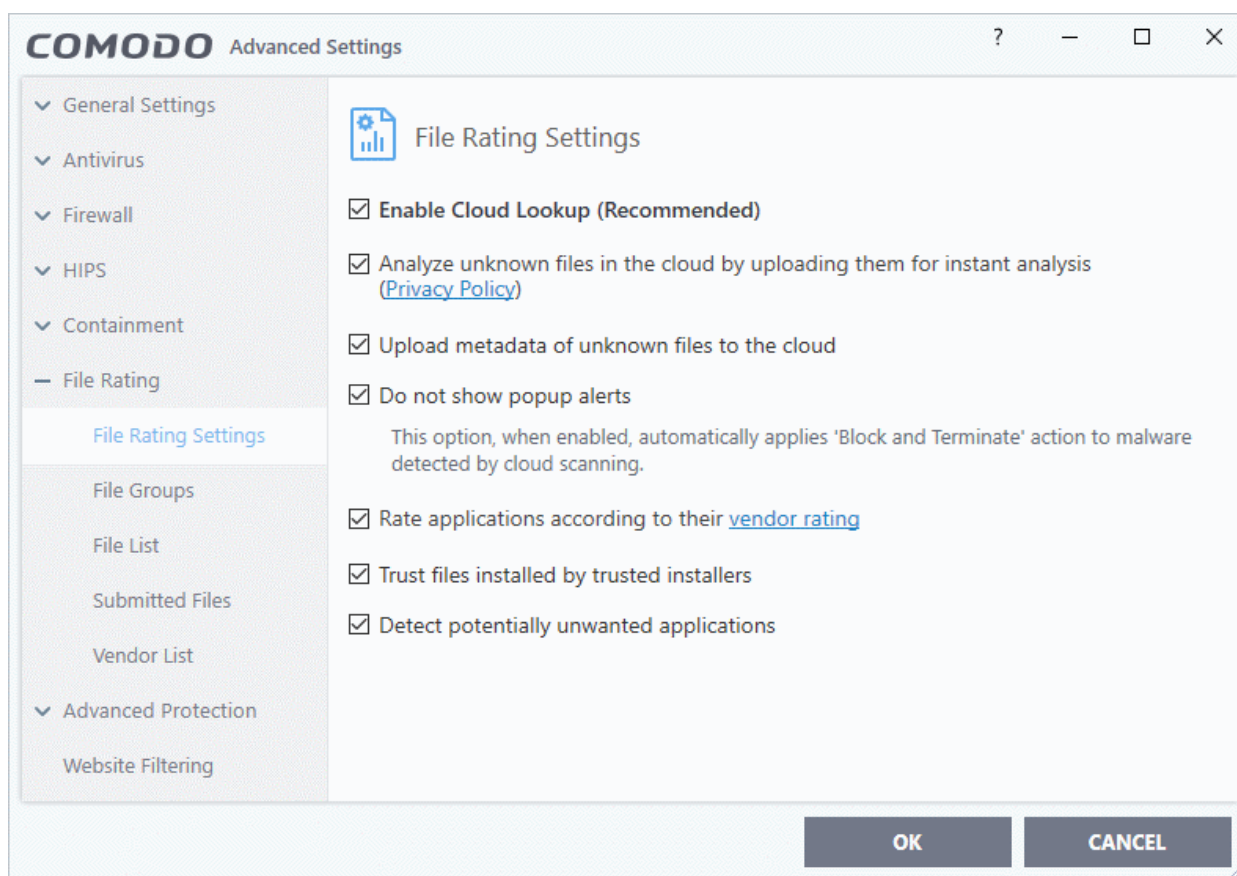 COMODO Advanced Settings
?
General Settings
Antivirus
Firewall
HIPS
Containment
File Rating
File Rating Settings
File Groups
File List
Submitted Files
Vendor List
Advanced Protection
Website Filtering
File Rating Settings
Enable Cloud Lookup (Recommended)
Analyze unknown files in the cloud by uploading them for instant analysis
(Privacy Policy)
Upload metadata of unknown files to the cloud
Do not show popup alerts
This option, when enabled, automatically applies 'Block and Terminate' action to malware
detected by cloud scanning.
Rate applications according to their vendor rating
Trust files installed by trusted installers
Detect potentially unwanted applications
OK
CANCEL